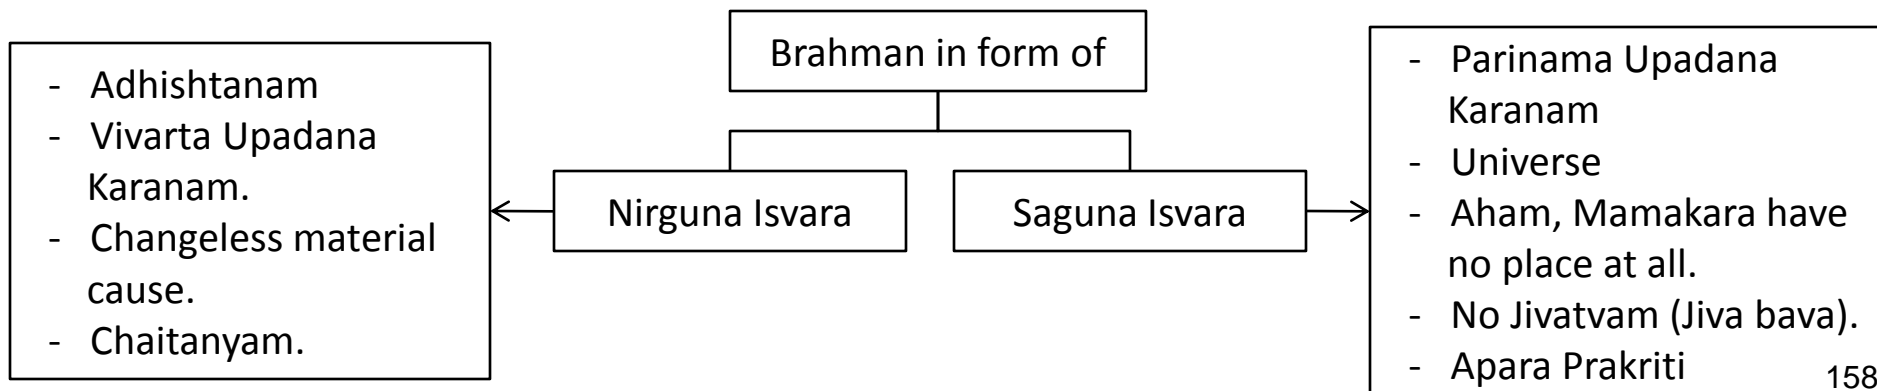 Brahman in form of
- Adhishtanam
- Vivarta Upadana
Karanam.
- Changeless material
cause.
- Chaitanyam.
Nirguna Isvara
Saguna Isvara
- Parinama Upadana
Karanam
- Universe
- Aham, Mamakara have
no place at all.
- No Jivatvam (Jiva bava).
- Apara Prakriti
158